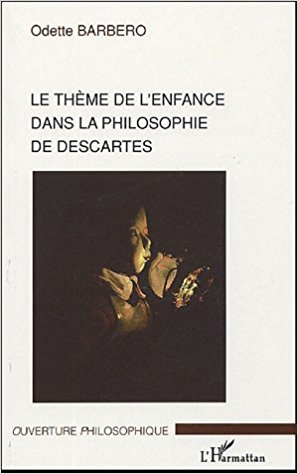 Odette BARBERO
LE THÈME DE L'ENFANCE
DANS LA PHILOSOPHIE
DE DESCARTES
OUVERTURE PHILOSOPHIQUE
L'Harmattan